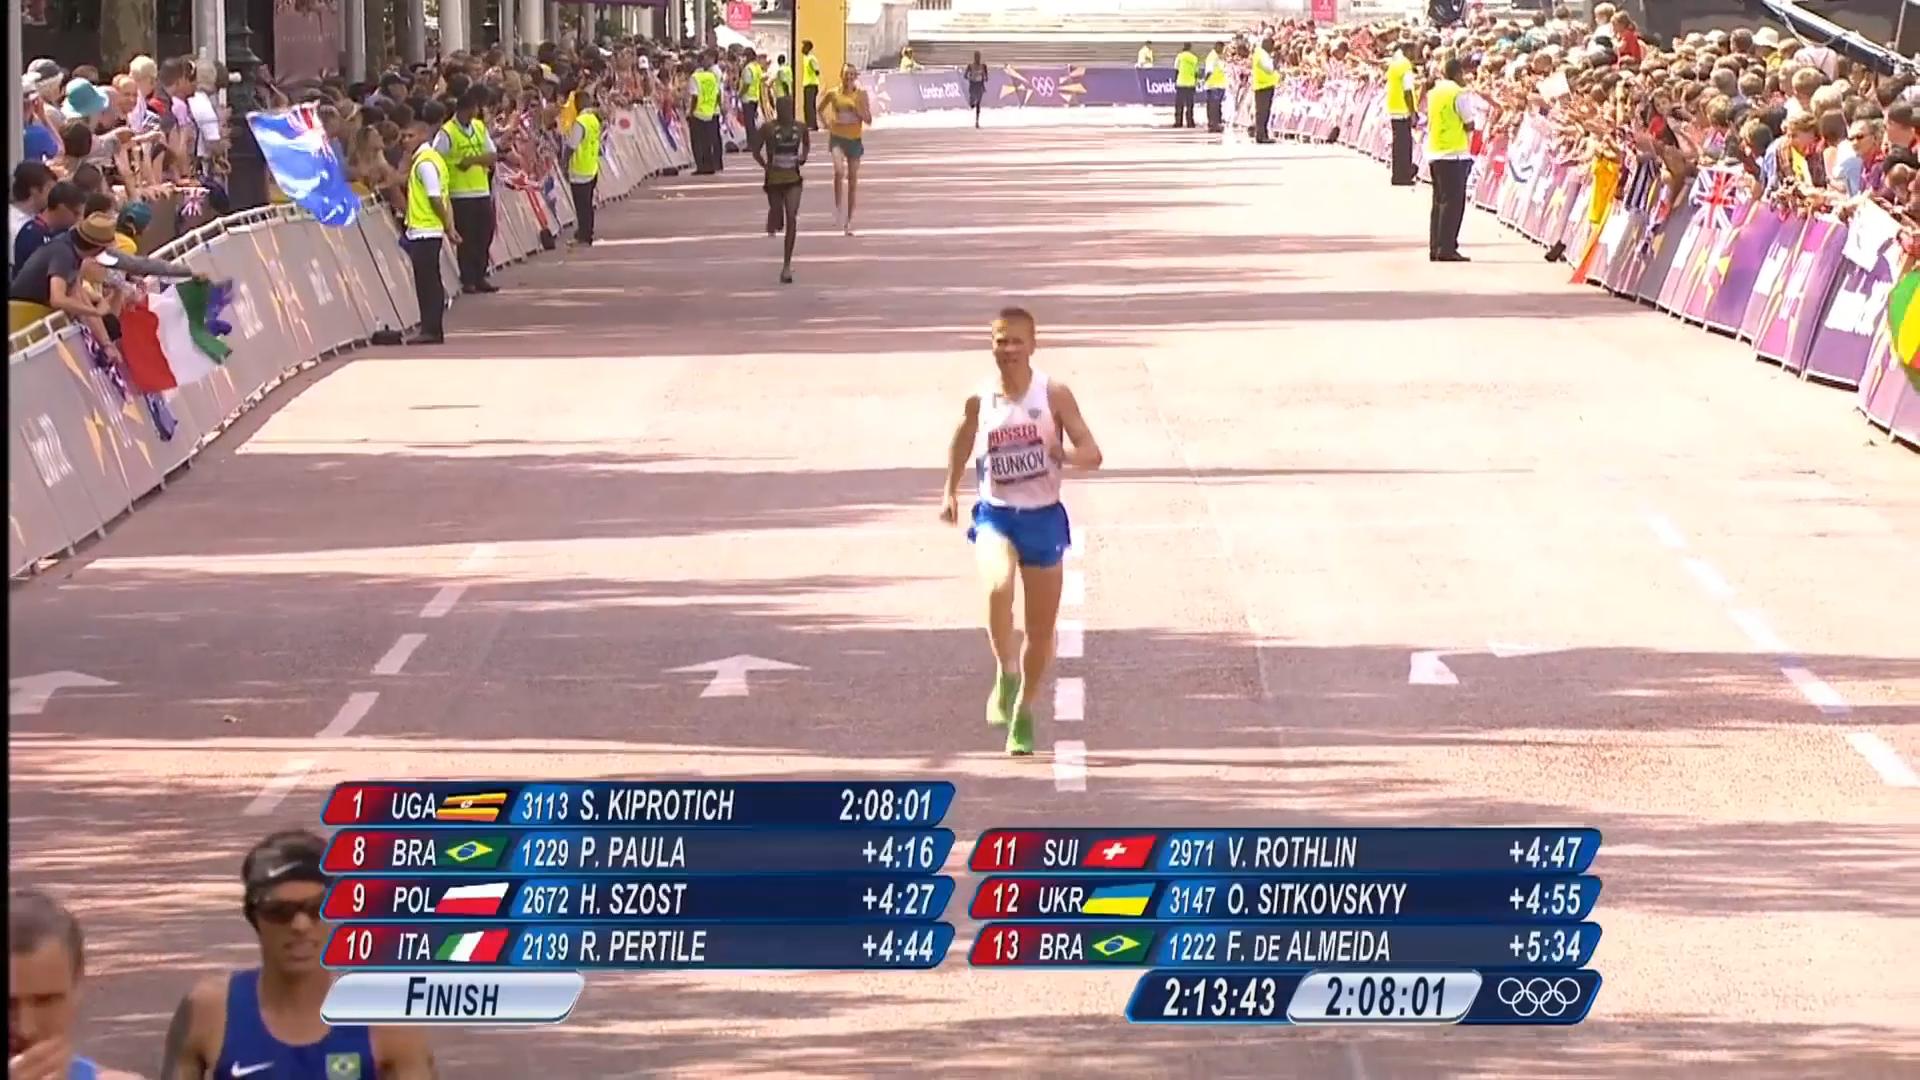 London 2012
London
RUSSIA
REUNKOV
1 UGA 3113 S. KIPROTICH 2:08:01
8 BRA 1229 P. PAULA +4:16
9 POL 2672 H. SZOST +4:27
10 ITA 2139 R. PERTILE +4:44
11 SUI 2971 V. ROTHLIN +4:47
12 UKR 3147 O. SITKOVSKYY +4:55
13 BRA 1222 F. DE ALMEIDA +5:34
FINISH
2:13:43 2:08:01